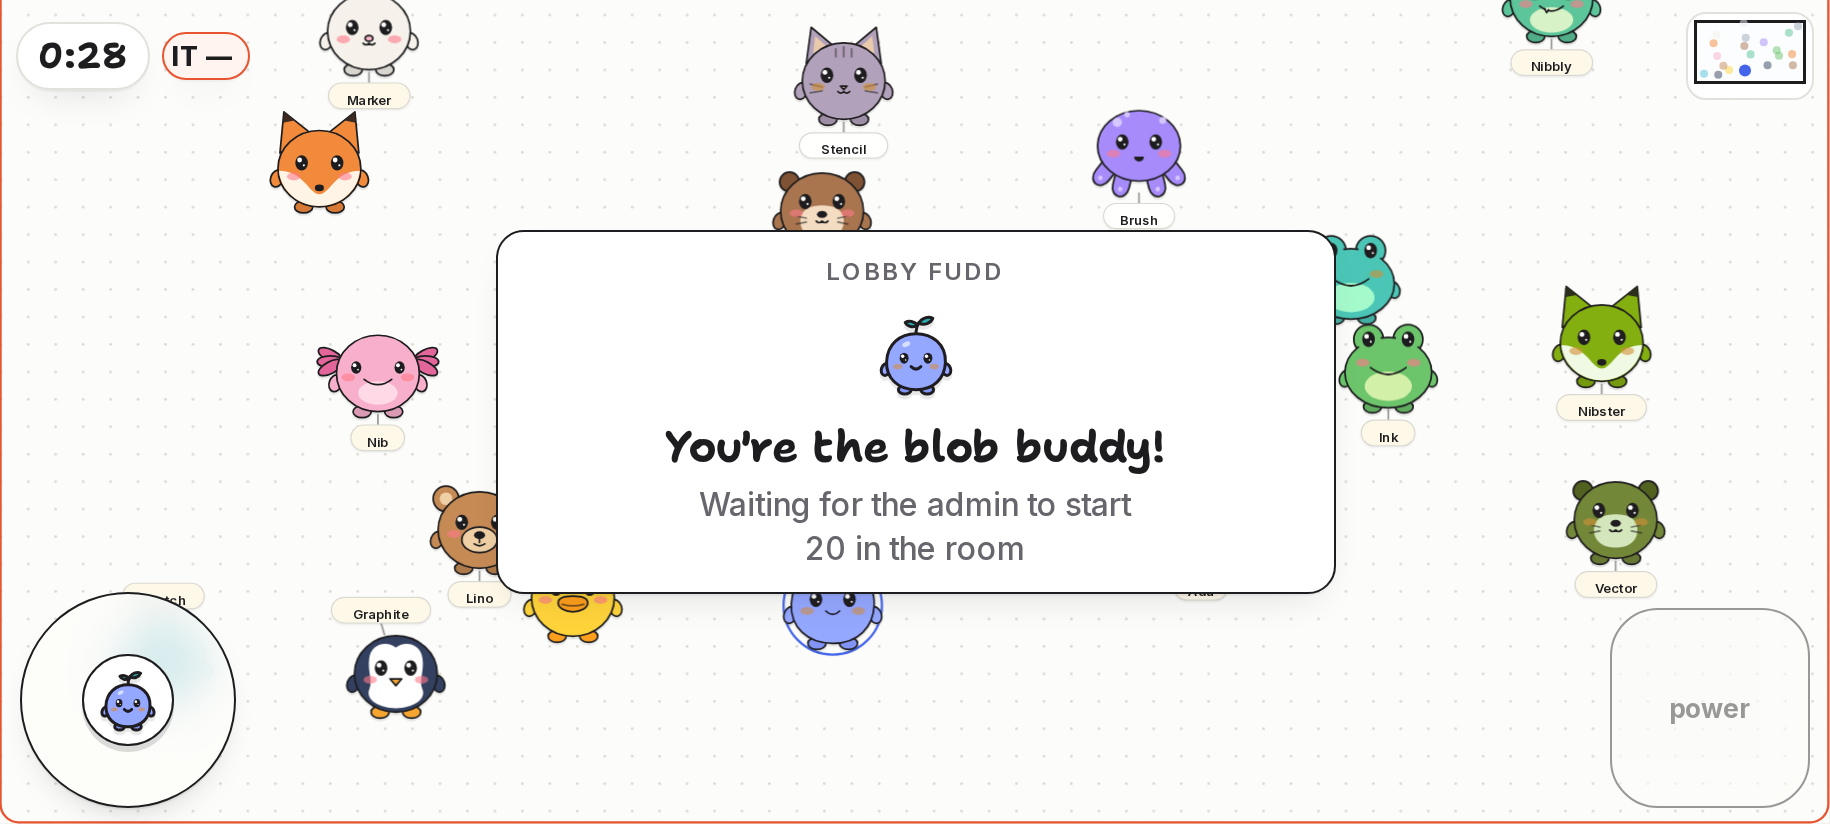 0:28
IT —
Marker
Stencil
Nibbly
Brush
LOBBY FUDD
You're the blob buddy!
Waiting for the admin to start
20 in the room
Nib
Ink
Nibster
Lino
Graphite
Vector
power